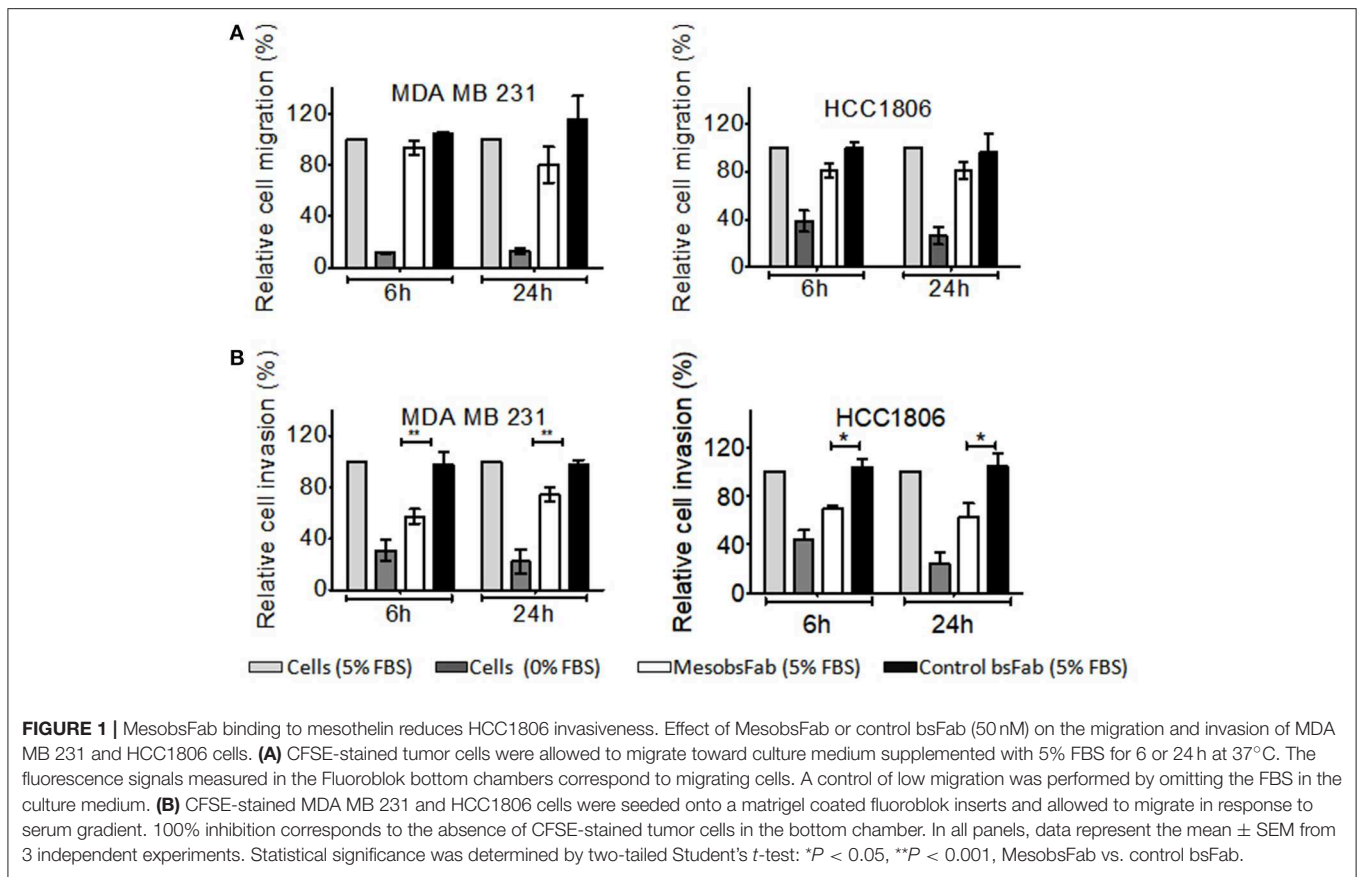 A
Relative cell migration (%)
MDA MB 231
120
80
40
0
6h
24h
Relative cell migration (%)
HCC1806
120
80
40
0
6h
24h
B
Relative cell invasion (%)
MDA MB 231
120
80
40
0
**
**
6h
24h
Relative cell invasion (%)
HCC1806
120
80
40
0
*
*
6h
24h
Cells (5% FBS) Cells (0% FBS) MesobsFab (5% FBS) Control bsFab (5% FBS)
FIGURE 1 | MesobsFab binding to mesothelin reduces HCC1806 invasiveness. Effect of MesobsFab or control bsFab (50 nM) on the migration and invasion of MDA
MB 231 and HCC1806 cells. (A) CFSE-stained tumor cells were allowed to migrate toward culture medium supplemented with 5% FBS for 6 or 24 h at 37°C. The
fluorescence signals measured in the Fluoroblok bottom chambers correspond to migrating cells. A control of low migration was performed by omitting the FBS in the
culture medium. (B) CFSE-stained MDA MB 231 and HCC1806 cells were seeded onto a matrigel coated fluoroblok inserts and allowed to migrate in response to
serum gradient. 100% inhibition corresponds to the absence of CFSE-stained tumor cells in the bottom chamber. In all panels, data represent the mean ± SEM from
3 independent experiments. Statistical significance was determined by two-tailed Student's t-test: *P < 0.05, **P < 0.001, MesobsFab vs. control bsFab.